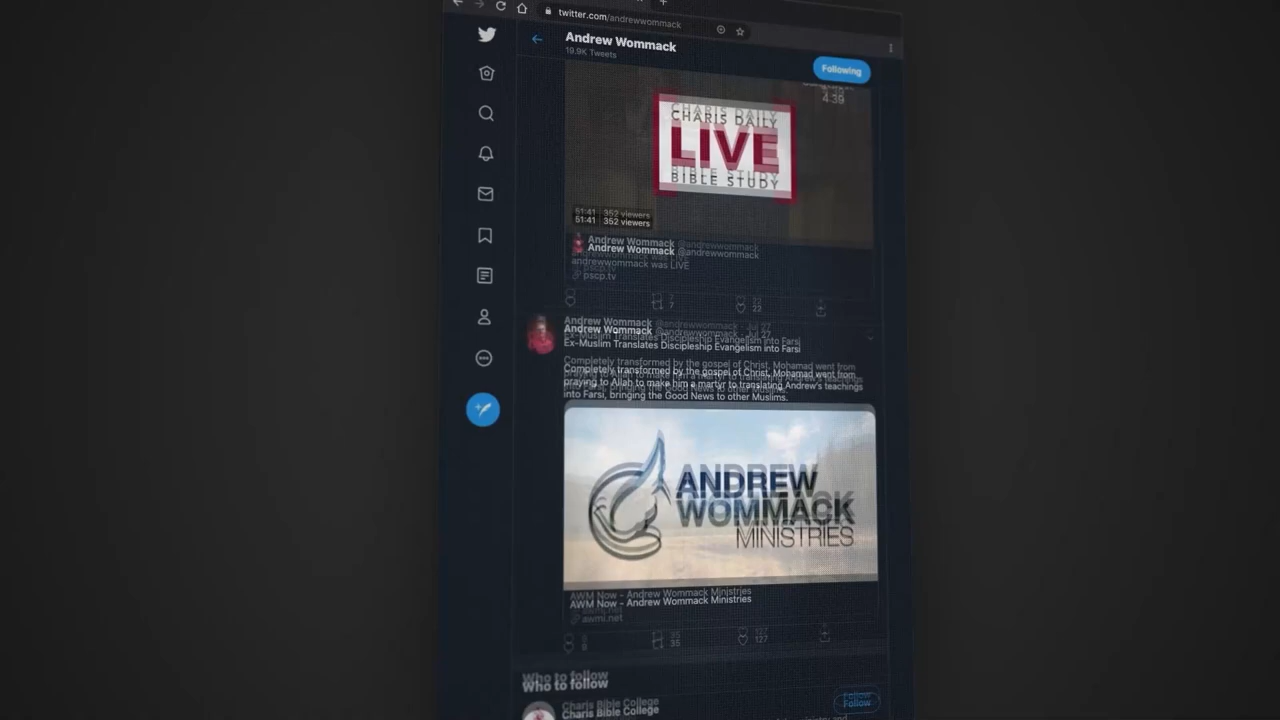 twitter.com/andrewwommack
Andrew Wommack
19.9K Tweets
Following
4:39
CHARIS DAILY
LIVE
BIBLE STUDY
51:41 352 viewers
Andrew Wommack @andrewwommack
andrewwommack was LIVE
pscp.tv
7 22
Andrew Wommack @andrewwommack · Jul 27
Ex-Muslim Translates Discipleship Evangelism into Farsi
Completely transformed by the gospel of Christ, Mohamad went from
praying to Allah to make him a martyr to translating Andrew's teachings
into Farsi, bringing the Good News to other Muslims.
ANDREW
WOMMACK
MINISTRIES
AWM Now - Andrew Wommack Ministries
awmi.net
35 127
Who to follow
Charis Bible College
Follow